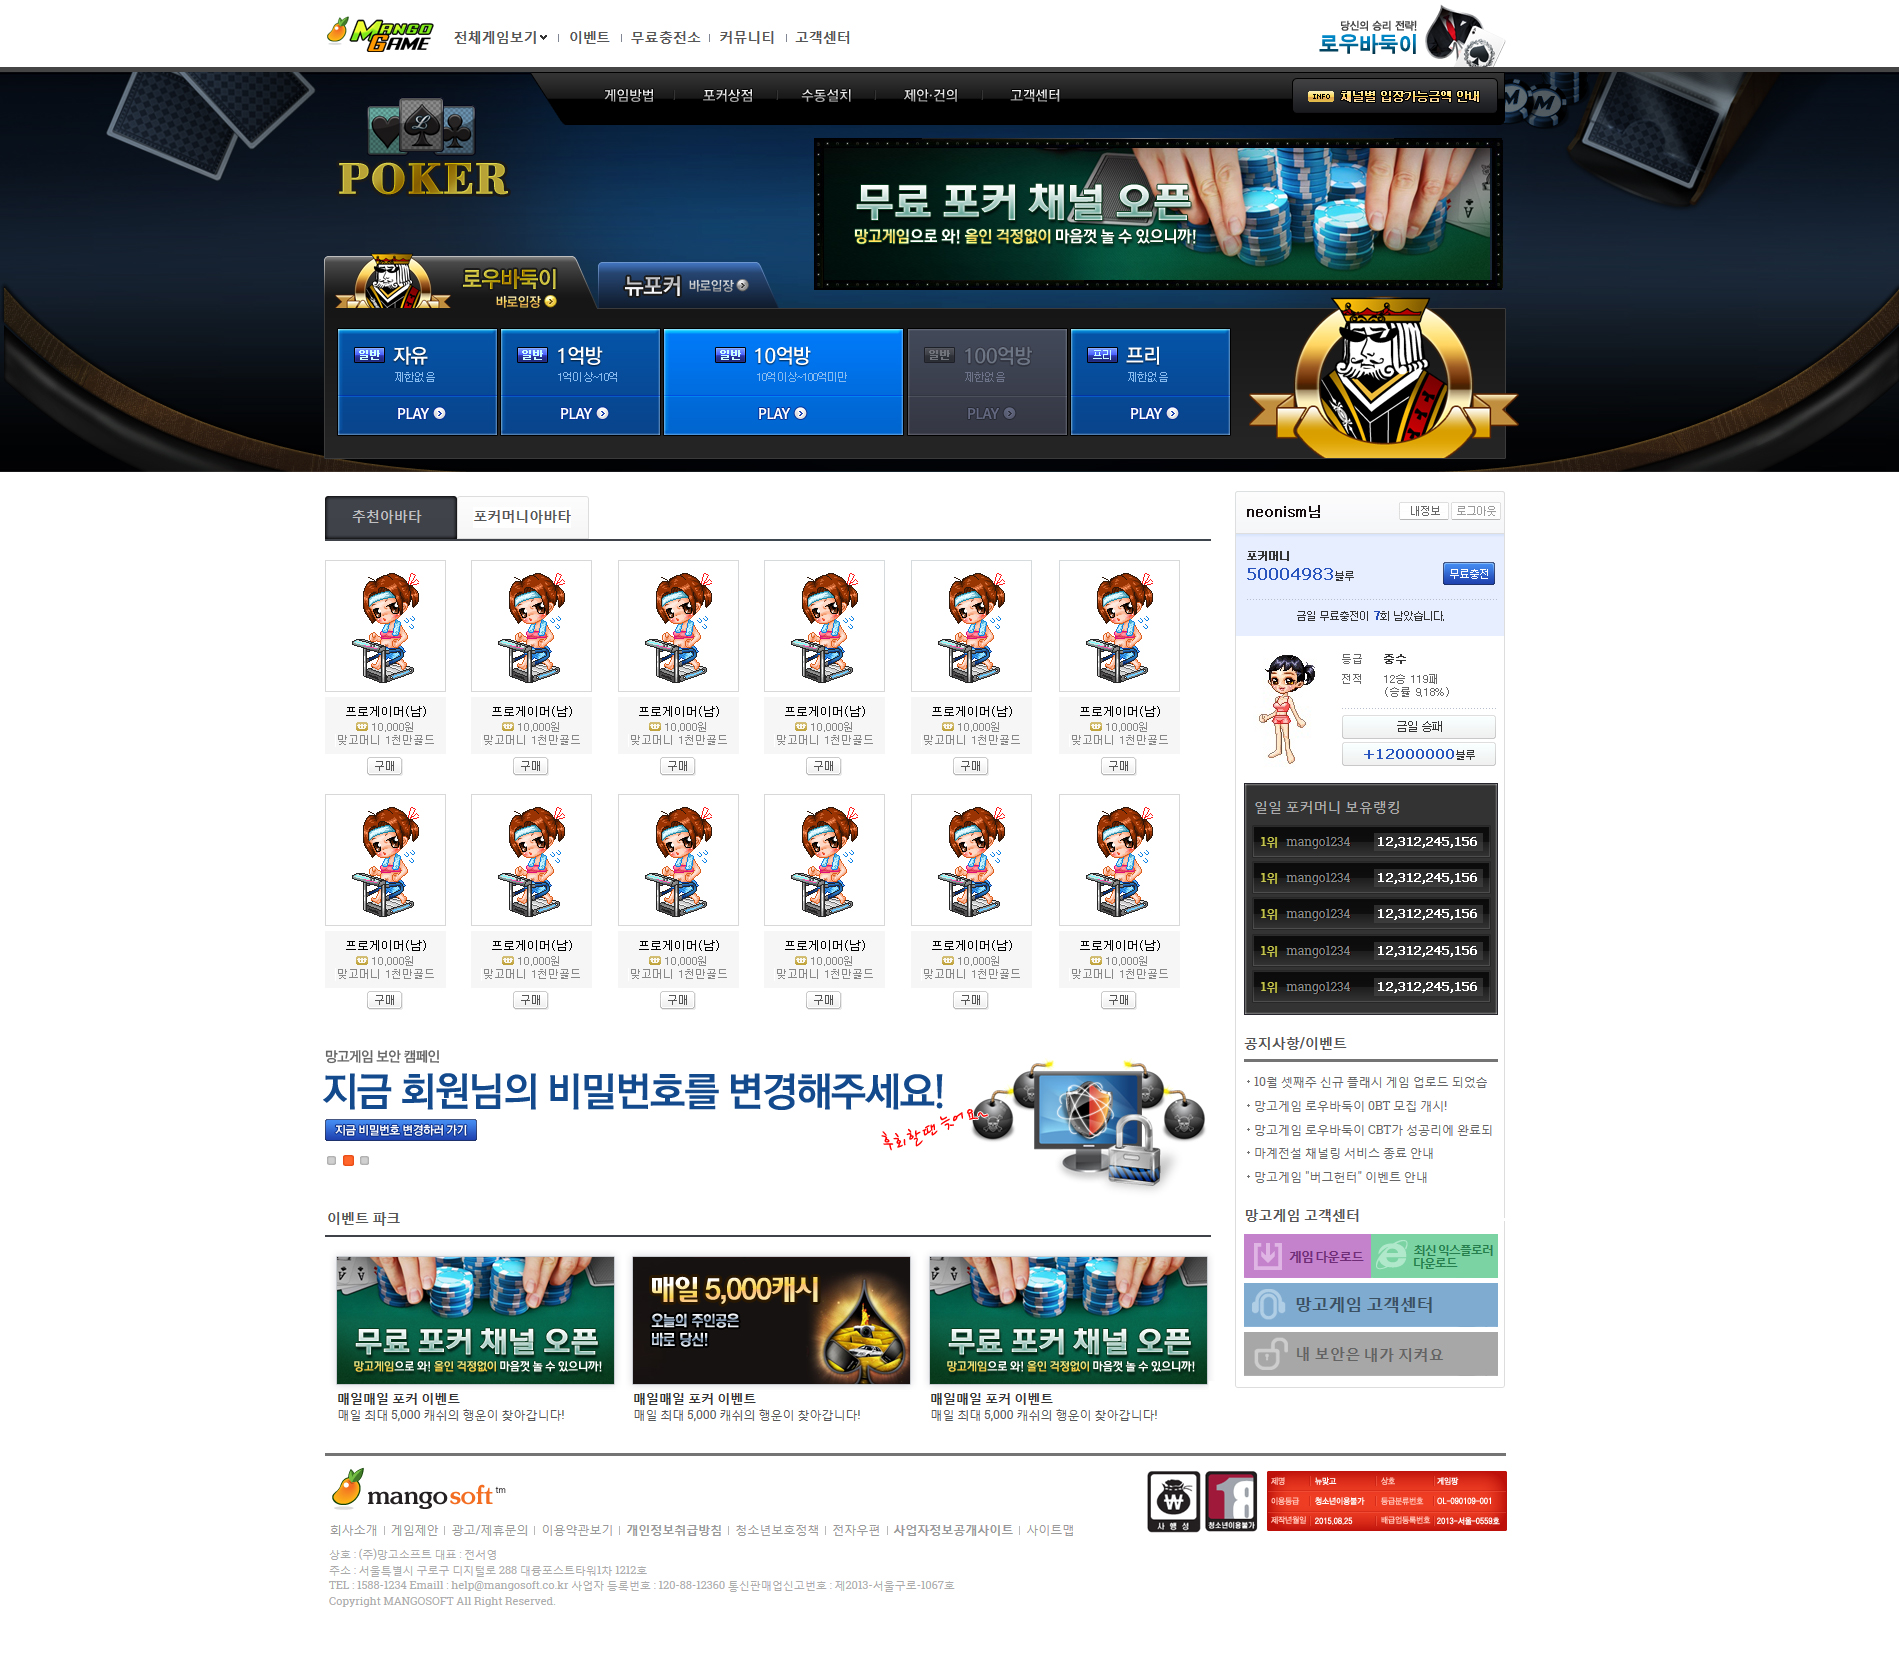 MANGO GAME
전체게임보기
이벤트
무료충전소
커뮤니티
고객센터
당신의 승리 전략!
로우바둑이
게임방법
포커상점
수동설치
제안·건의
고객센터
INFO 채널별 입장가능금액 안내
L
POKER
무료 포커 채널 오픈
망고게임으로 와! 올인 걱정없이 마음껏 놀 수 있으니까!
로우바둑이
바로입장
뉴포커 바로입장
일반 자유
제한없음
PLAY
일반 1억방
1억이상~10억
PLAY
일반 10억방
10억이상~100억미만
PLAY
일반 100억방
제한없음
PLAY
프리 프리
제한없음
PLAY
추천아바타
포커머니아바타
프로게이머(남)
10,000원
맞고머니 1천만골드
구매
프로게이머(남)
10,000원
맞고머니 1천만골드
구매
프로게이머(남)
10,000원
맞고머니 1천만골드
구매
프로게이머(남)
10,000원
맞고머니 1천만골드
구매
프로게이머(남)
10,000원
맞고머니 1천만골드
구매
프로게이머(남)
10,000원
맞고머니 1천만골드
구매
프로게이머(남)
10,000원
맞고머니 1천만골드
구매
프로게이머(남)
10,000원
맞고머니 1천만골드
구매
프로게이머(남)
10,000원
맞고머니 1천만골드
구매
프로게이머(남)
10,000원
맞고머니 1천만골드
구매
프로게이머(남)
10,000원
맞고머니 1천만골드
구매
프로게이머(남)
10,000원
맞고머니 1천만골드
구매
neonism님
내정보
로그아웃
포커머니
50004983블루
무료충전
금일 무료충전이 7회 남았습니다.
등급 중수
전적 12승 119패
(승률 9.18%)
금일 승패
+12000000블루
일일 포커머니 보유랭킹
1위 mango1234 12,312,245,156
1위 mango1234 12,312,245,156
1위 mango1234 12,312,245,156
1위 mango1234 12,312,245,156
1위 mango1234 12,312,245,156
공지사항/이벤트
10월 셋째주 신규 플래시 게임 업로드 되었습
망고게임 로우바둑이 OBT 모집 개시!
망고게임 로우바둑이 CBT가 성공리에 완료되
마계전설 채널링 서비스 종료 안내
망고게임 "버그헌터" 이벤트 안내
망고게임 고객센터
게임 다운로드
최신 익스플로러
다운로드
망고게임 고객센터
내 보안은 내가 지켜요
망고게임 보안 캠페인
지금 회원님의 비밀번호를 변경해주세요!
지금 비밀번호 변경하러 가기
후회할땐 늦어요~
이벤트 파크
무료 포커 채널 오픈
망고게임으로 와! 올인 걱정없이 마음껏 놀 수 있으니까!
매일매일 포커 이벤트
매일 최대 5,000 캐쉬의 행운이 찾아갑니다!
매일 5,000캐시
오늘의 주인공은
바로 당신!
매일매일 포커 이벤트
매일 최대 5,000 캐쉬의 행운이 찾아갑니다!
무료 포커 채널 오픈
망고게임으로 와! 올인 걱정없이 마음껏 놀 수 있으니까!
매일매일 포커 이벤트
매일 최대 5,000 캐쉬의 행운이 찾아갑니다!
mangosoft tm
사행성
18
청소년이용불가
제명 뉴맞고 상호 게임팡
이용등급 청소년이용불가 등급분류번호 OL-090109-001
제작년월일 2015.08.25 배급업등록번호 2013-서울-0559호
회사소개 | 게임제안 | 광고/제휴문의 | 이용약관보기 | 개인정보취급방침 | 청소년보호정책 | 전자우편 | 사업자정보공개사이트 | 사이트맵
상호 : (주)망고소프트 대표 : 전서영
주소 : 서울특별시 구로구 디지털로 288 대륭포스트타워1차 1212호
TEL : 1588-1234 Emaill : help@mangosoft.co.kr 사업자 등록번호 : 120-88-12360 통신판매업신고번호 : 제2013-서울구로-1067호
Copyright MANGOSOFT All Right Reserved.